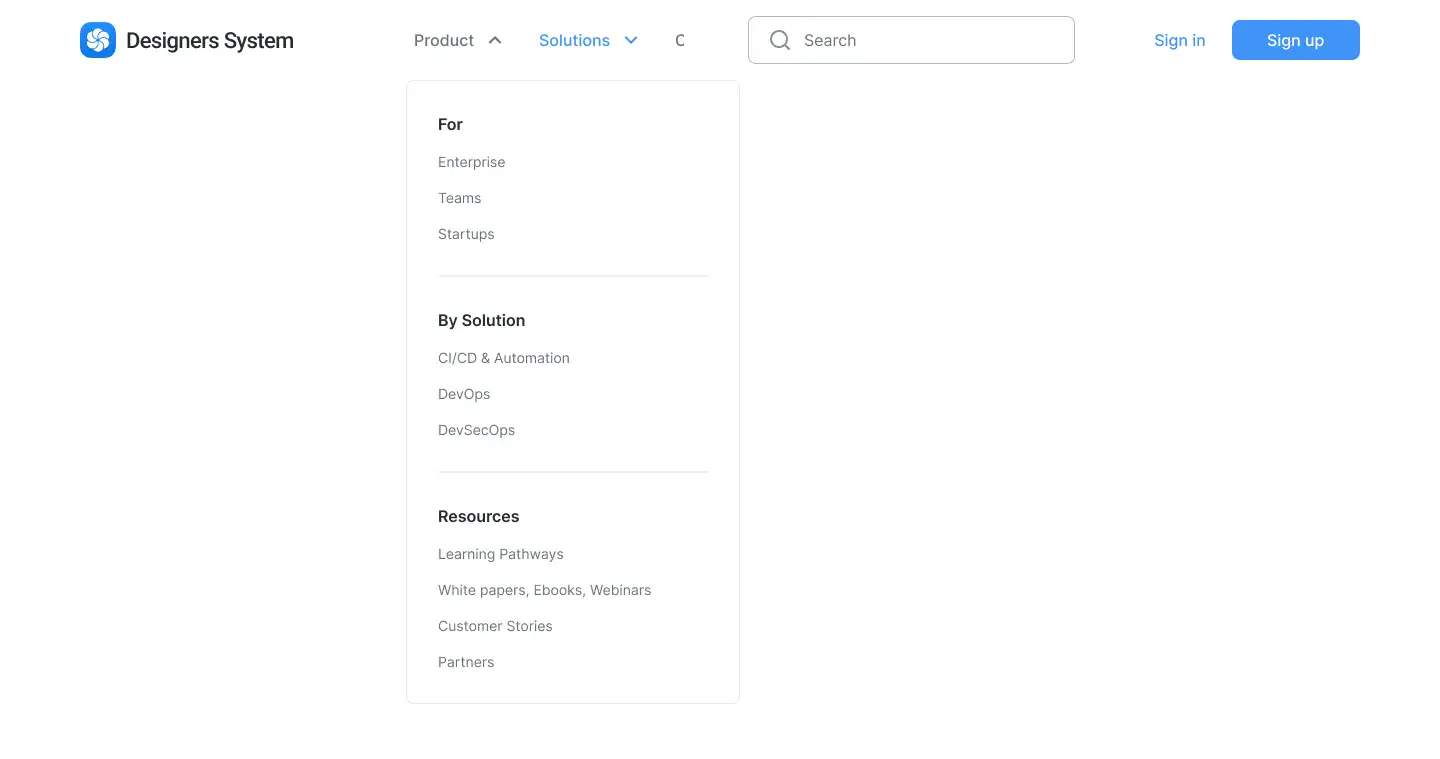 Designers System
Product
Solutions
Search
Sign in
Sign up
For
Enterprise
Teams
Startups
By Solution
CI/CD & Automation
DevOps
DevSecOps
Resources
Learning Pathways
White papers, Ebooks, Webinars
Customer Stories
Partners